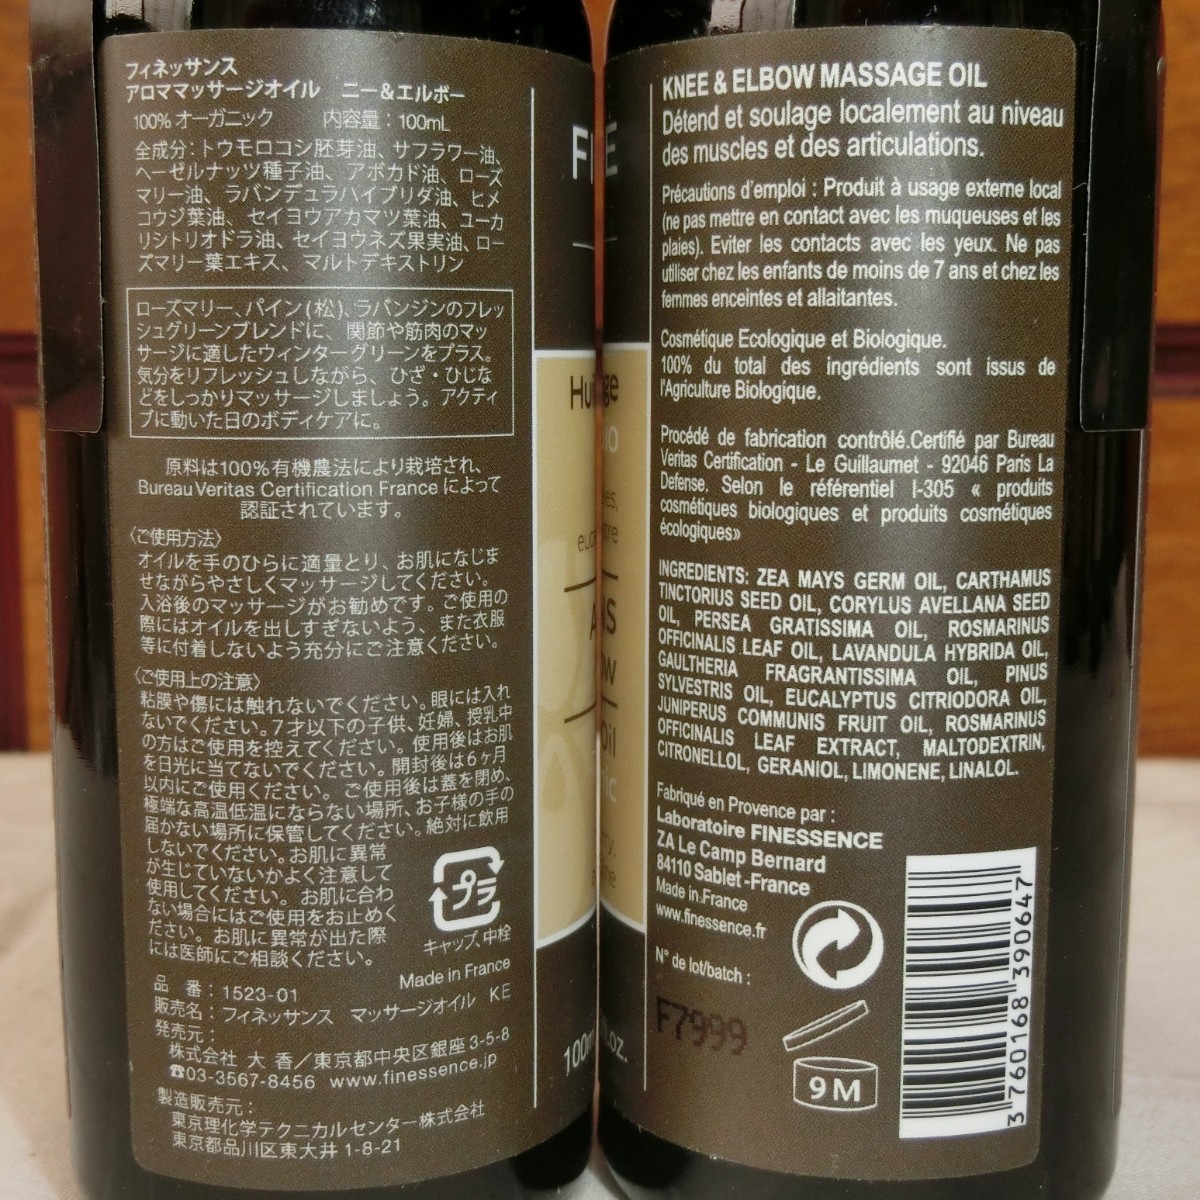 フィネッサンス
アロママッサージオイル ニー&エルボー
100% オーガニック 内容量:100mL
全成分:トウモロコシ胚芽油、サフラワー油、
ヘーゼルナッツ種子油、アボカド油、ローズ
マリー油、ラバンデュラハイブリダ油、ヒメ
コウジ葉油、セイヨウアカマツ葉油、ユーカ
リシトリオドラ油、セイヨウネズ果実油、ロー
ズマリー葉エキス、マルトデキストリン
ローズマリー、パイン(松)、ラバンジンのフレッ
シュグリーンブレンドに、関節や筋肉のマッ
サージに適したウィンターグリーンをプラス。
気分をリフレッシュしながら、ひざ・ひじな
どをしっかりマッサージしましょう。アクティ
ブに動いた日のボディケアに。
原料は100%有機農法により栽培され、
Bureau Veritas Certification France によって
認証されています。
〈ご使用方法〉
オイルを手のひらに適量とり、お肌になじま
せながらやさしくマッサージしてください。
入浴後のマッサージがお勧めです。ご使用の
際にはオイルを出しすぎないよう、また衣服
等に付着しないよう充分にご注意ください。
〈ご使用上の注意〉
粘膜や傷には触れないでください。眼には入れ
ないでください。7才以下の子供、妊婦、授乳中
の方はご使用を控えてください。使用後はお肌
を日光に当てないでください。開封後は6ヶ月
以内にご使用ください。ご使用後は蓋を閉め、
極端な高温低温にならない場所、お子様の手の
届かない場所に保管してください。絶対に飲用
しないでください。お肌に異常
が生じていないかよく注意して
使用してください。お肌に合わ
ない場合にはご使用をお止めく
ださい。お肌に異常が出た際
には医師にご相談ください。
プラ
キャップ、中栓
Made in France
品 番:1523-01
販売名:フィネッサンス マッサージオイル KE
発売元:
株式会社 大 香/東京都中央区銀座3-5-8
☎03-3567-8456 www.finessence.jp
製造販売元:
東京理化学テクニカルセンター株式会社
東京都品川区東大井1-8-21
KNEE & ELBOW MASSAGE OIL
Détend et soulage localement au niveau
des muscles et des articulations.
Précautions d'emploi : Produit à usage externe local
(ne pas mettre en contact avec les muqueuses et les
plaies). Eviter les contacts avec les yeux. Ne pas
utiliser chez les enfants de moins de 7 ans et chez les
femmes enceintes et allaitantes.
Cosmétique Ecologique et Biologique.
100% du total des ingrédients sont issus de
l'Agriculture Biologique.
Procédé de fabrication contrôlé.Certifié par Bureau
Veritas Certification - Le Guillaumet - 92046 Paris La
Defense. Selon le référentiel I-305 « produits
cosmétiques biologiques et produits cosmétiques
écologiques»
INGREDIENTS: ZEA MAYS GERM OIL, CARTHAMUS
TINCTORIUS SEED OIL, CORYLUS AVELLANA SEED
OIL, PERSEA GRATISSIMA OIL, ROSMARINUS
OFFICINALIS LEAF OIL, LAVANDULA HYBRIDA OIL,
GAULTHERIA FRAGRANTISSIMA OIL, PINUS
SYLVESTRIS OIL, EUCALYPTUS CITRIODORA OIL,
JUNIPERUS COMMUNIS FRUIT OIL, ROSMARINUS
OFFICINALIS LEAF EXTRACT, MALTODEXTRIN,
CITRONELLOL, GERANIOL, LIMONENE, LINALOL.
Fabriqué en Provence par :
Laboratoire FINESSENCE
ZA Le Camp Bernard
84110 Sablet -France
Made in France
www.finessence.fr
N° de lot/batch :
F7999
9 M
3 760168 390647